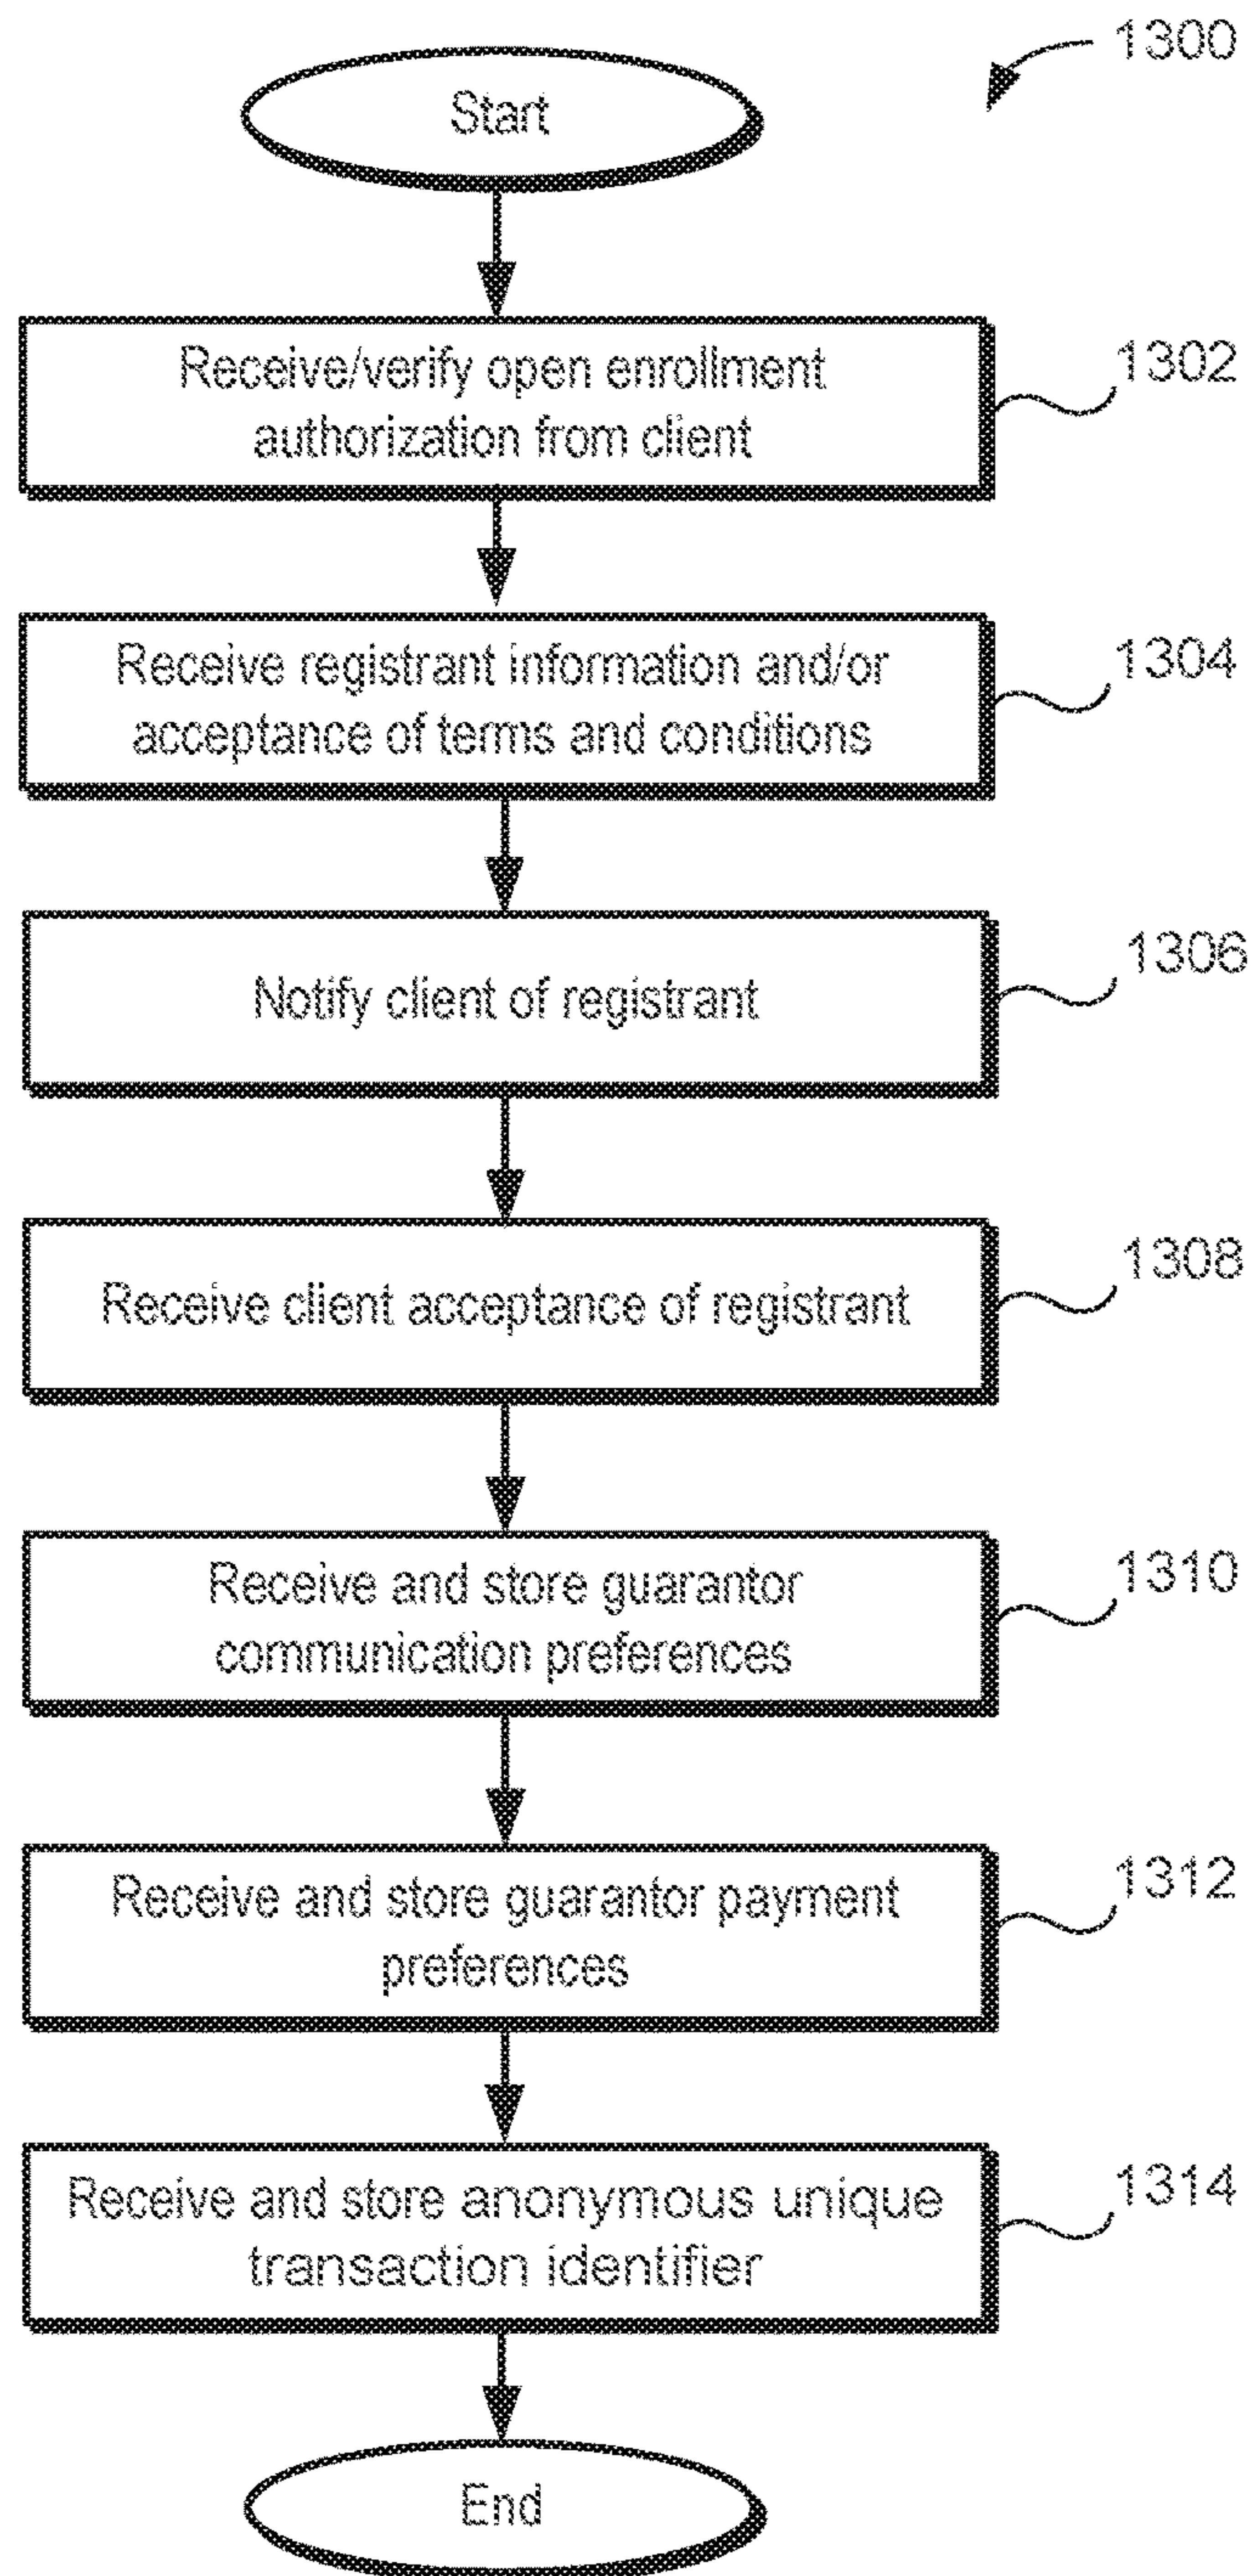 1300
Start
Receive/verify open enrollment
authorization from client
1302
Receive registrant information and/or
acceptance of terms and conditions
1304
Notify client of registrant
1306
Receive client acceptance of registrant
1308
Receive and store guarantor
communication preferences
1310
Receive and store guarantor payment
preferences
1312
Receive and store anonymous unique
transaction identifier
1314
End